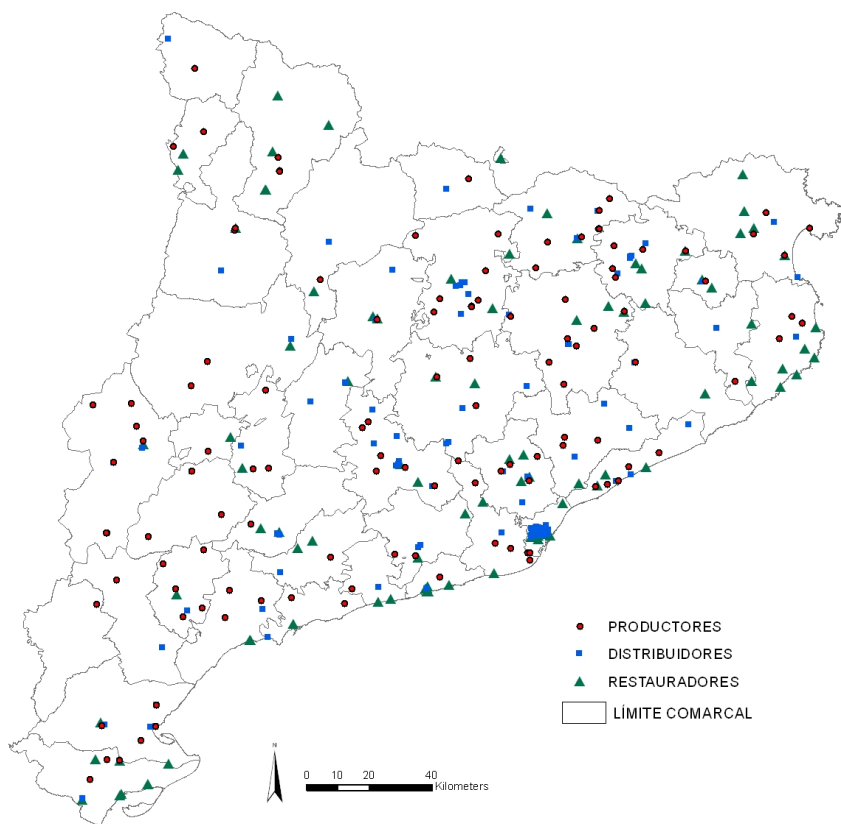 PRODUCTORES
DISTRIBUIDORES
RESTAURADORES
LÍMITE COMARCAL
N
0 10 20 40
Kilometers